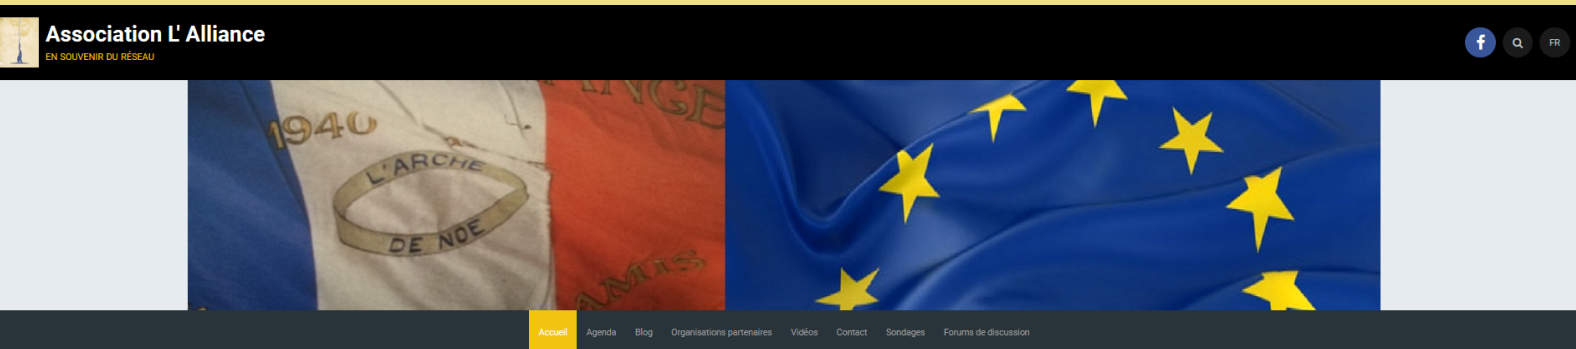 Association L' Alliance
EN SOUVENIR DU RÉSEAU
FR
1940
L'ARCHE
DE NOE
AMIS
Accueil Agenda Blog Organisations partenaires Vidéos Contact Sondages Forums de discussion